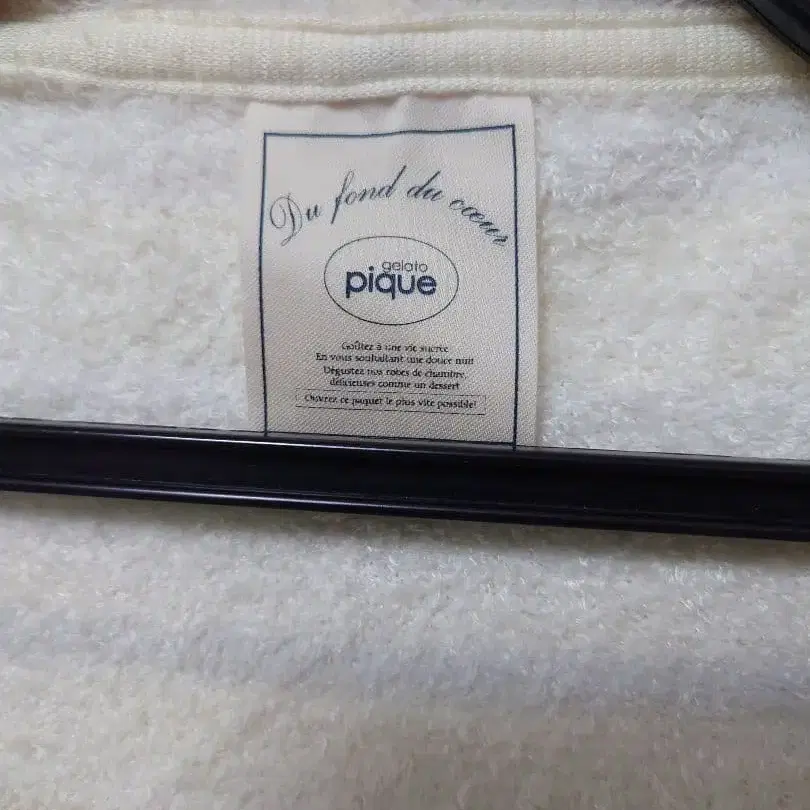 Du fond du cœur
gelato
pique
Goûtez à une vie sucrée
En vous souhaitant une douce nuit
Dégustez nos robes de chambre,
délicieuses comme un dessert
Ouvrez ce paquet le plus vite possible!